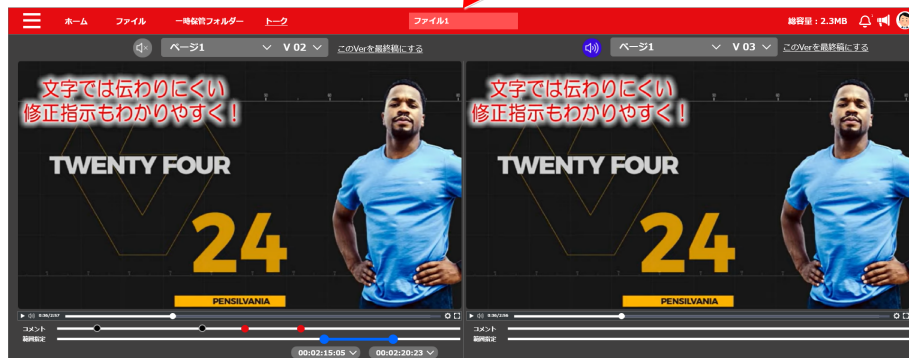 ホーム ファイル 一時保管フォルダー トーク ファイル1 総容量：2.3MB
ページ1 V 02 このVerを最終稿にする
ページ1 V 03 このVerを最終稿にする
文字では伝わりにくい
修正指示もわかりやすく！
TWENTY FOUR
24
PENSILVANIA
文字では伝わりにくい
修正指示もわかりやすく！
TWENTY FOUR
24
PENSILVANIA
コメント
範囲指定
00:02:15:05 00:02:20:23
コメント
範囲指定